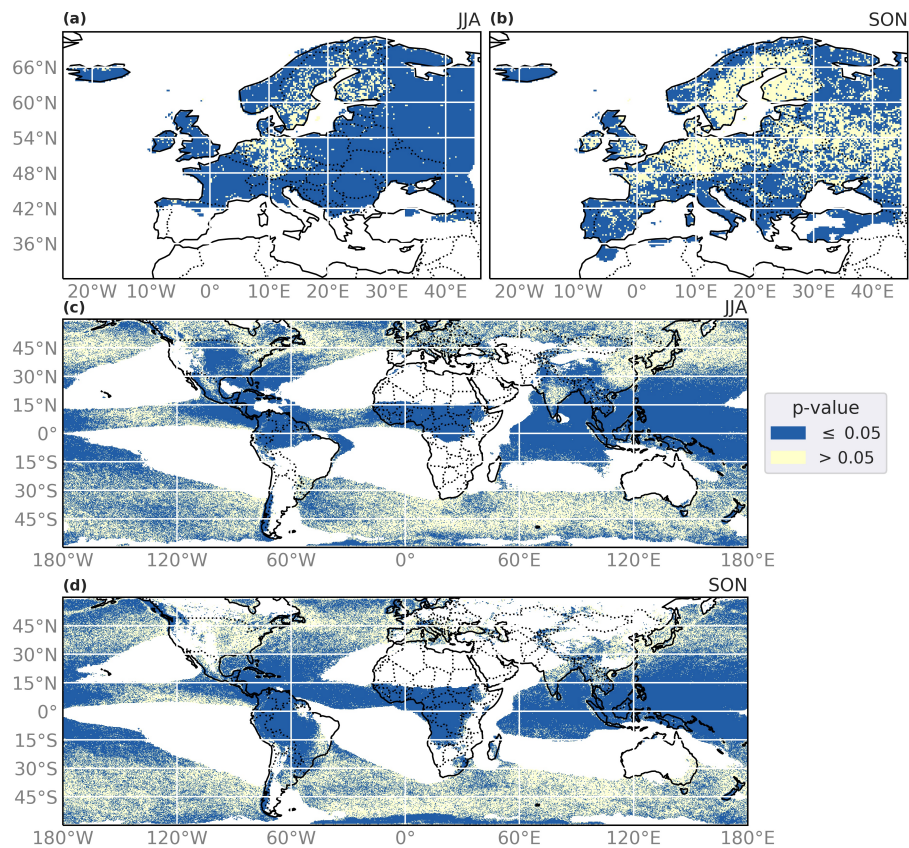 (a) JJA (b) SON
66°N
60°N
54°N
48°N
42°N
36°N
20°W 10°W 0° 10°E 20°E 30°E 40°E 20°W 10°W 0° 10°E 20°E 30°E 40°E
(c) JJA
45°N
30°N
15°N
0°
15°S
30°S
45°S
180°W 120°W 60°W 0° 60°E 120°E 180°E
p-value
≤ 0.05
> 0.05
(d) SON
45°N
30°N
15°N
0°
15°S
30°S
45°S
180°W 120°W 60°W 0° 60°E 120°E 180°E